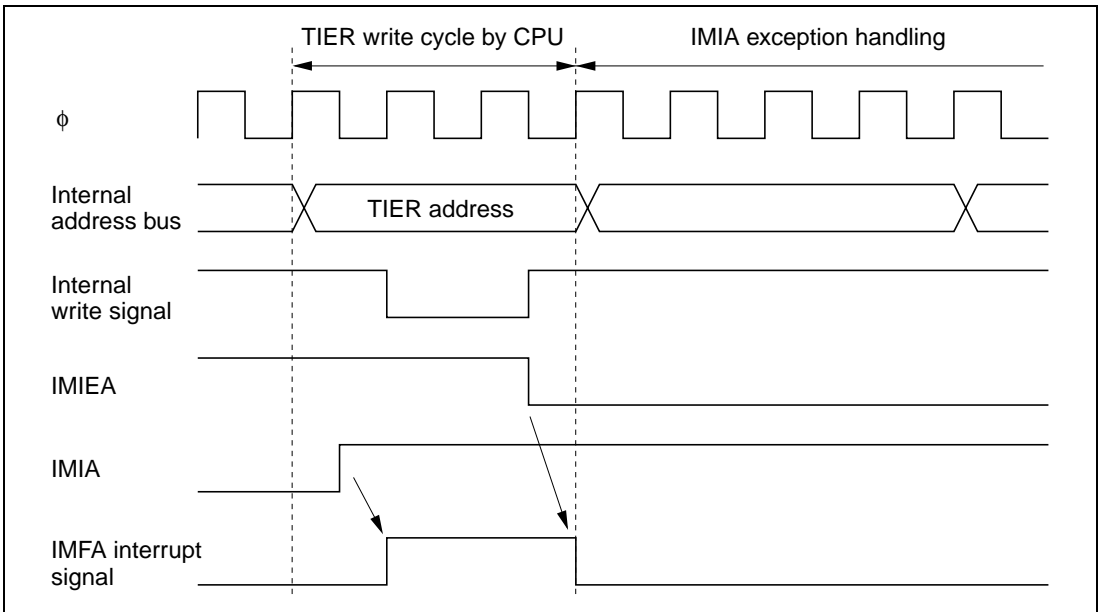 TIER write cycle by CPU
IMIA exception handling
ϕ
Internal
address bus
TIER address
Internal
write signal
IMIEA
IMIA
IMFA interrupt
signal